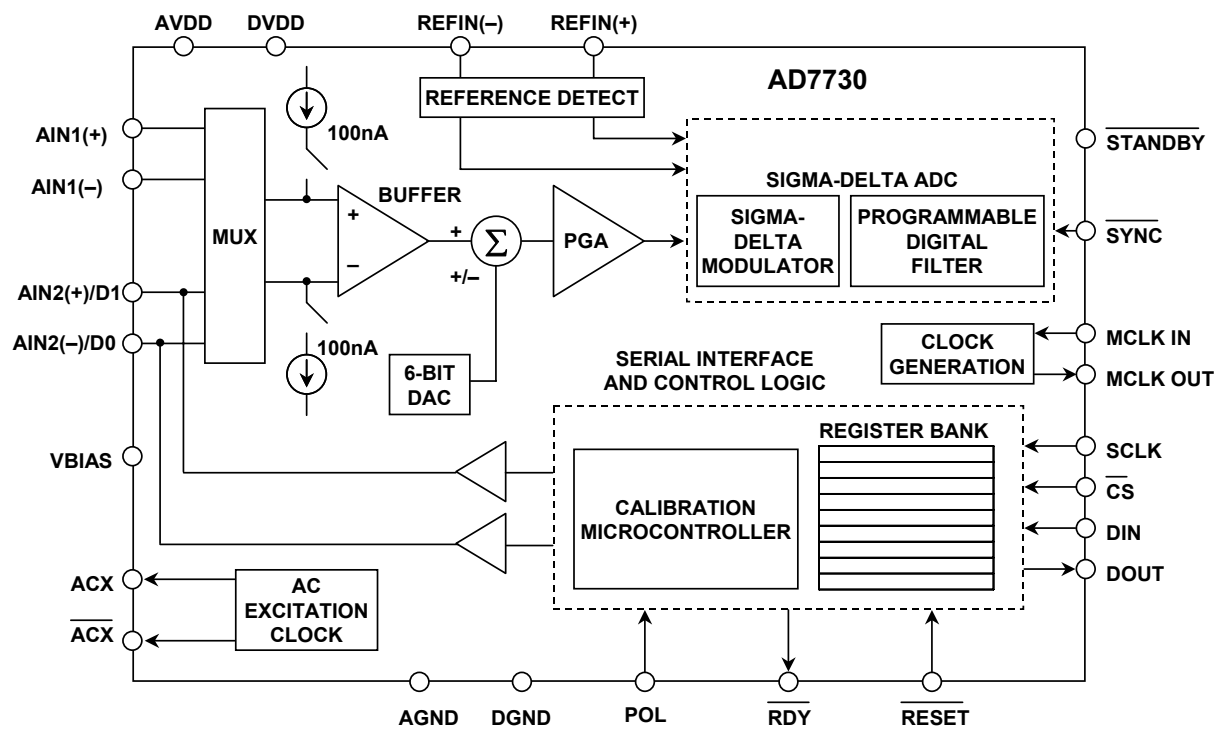 AVDD DVDD REFIN(–) REFIN(+)
AD7730
REFERENCE DETECT
100nA
AIN1(+)
AIN1(–)
STANDBY
SIGMA-DELTA ADC
BUFFER
MUX
+
–
+
+/–
Σ
PGA
SIGMA-
DELTA
MODULATOR
PROGRAMMABLE
DIGITAL
FILTER
SYNC
AIN2(+)/D1
AIN2(–)/D0
100nA
6-BIT
DAC
SERIAL INTERFACE
AND CONTROL LOGIC
CLOCK
GENERATION
MCLK IN
MCLK OUT
REGISTER BANK
SCLK
CS
DIN
DOUT
VBIAS
CALIBRATION
MICROCONTROLLER
ACX
ACX
AC
EXCITATION
CLOCK
AGND DGND POL RDY RESET